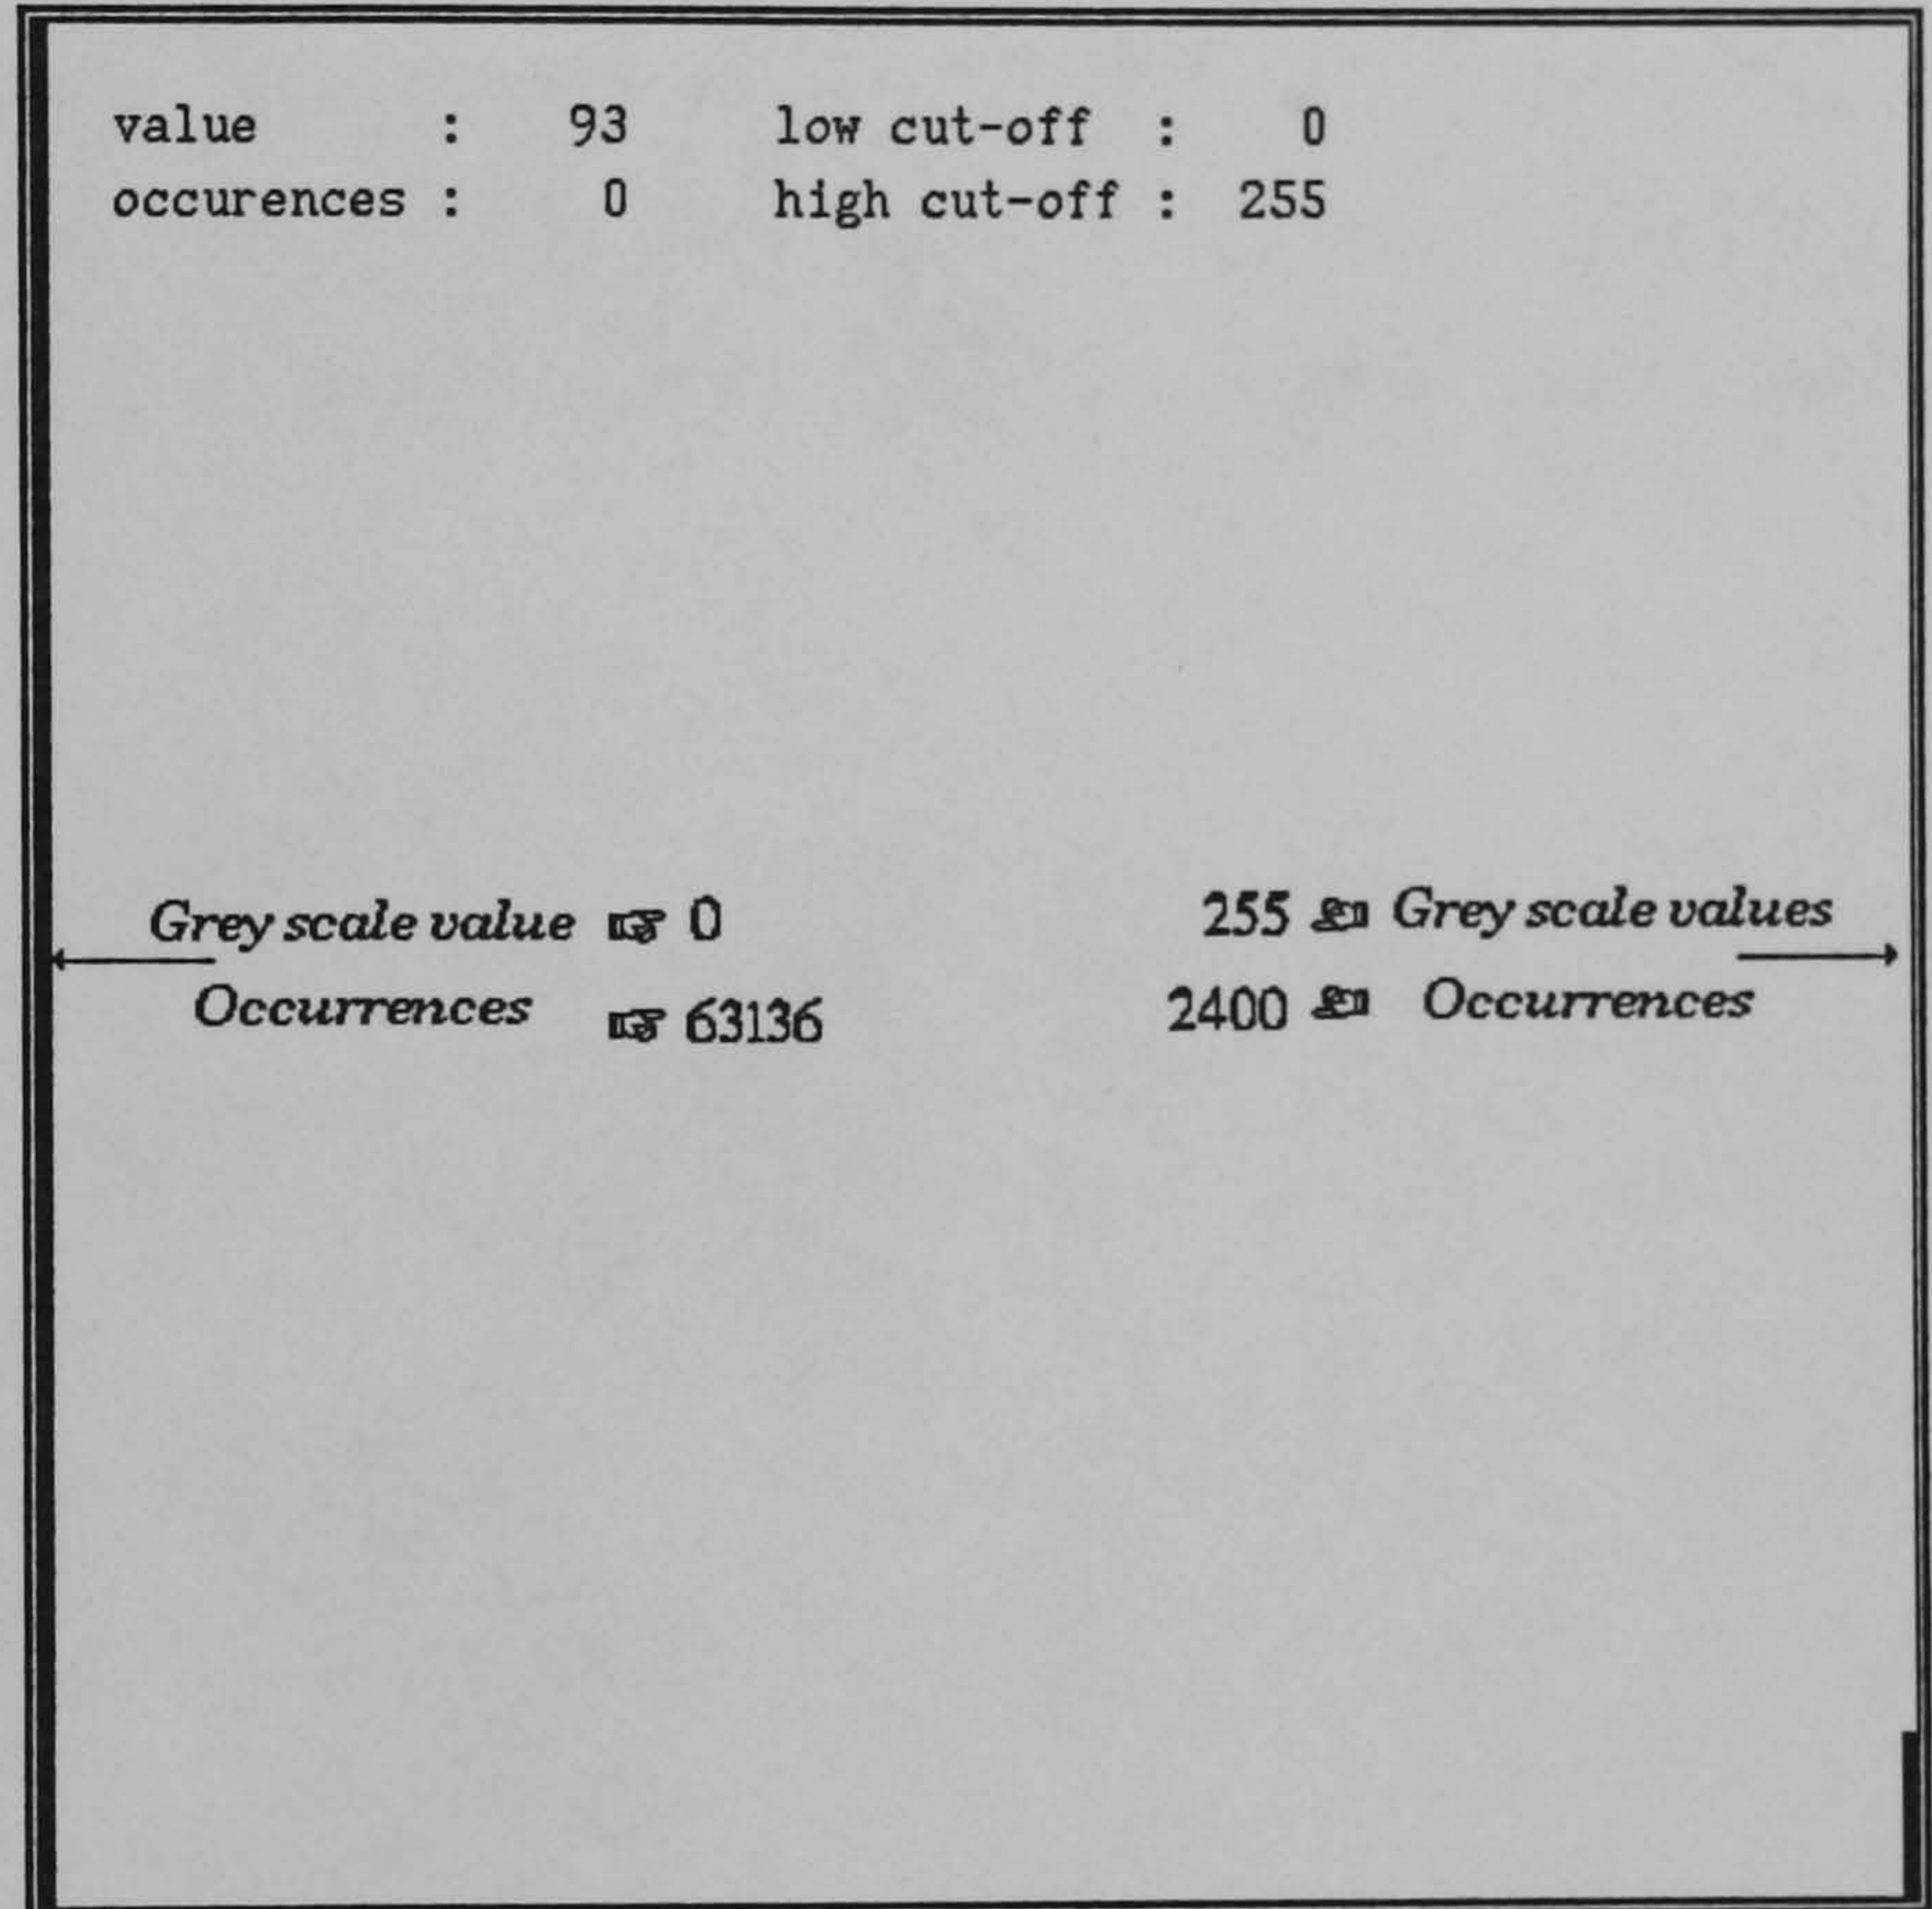 value : 93 low cut-off : 0
occurences : 0 high cut-off : 255
Grey scale value ☞ 0 255 ☜ Grey scale values
Occurrences ☞ 63136 2400 ☜ Occurrences